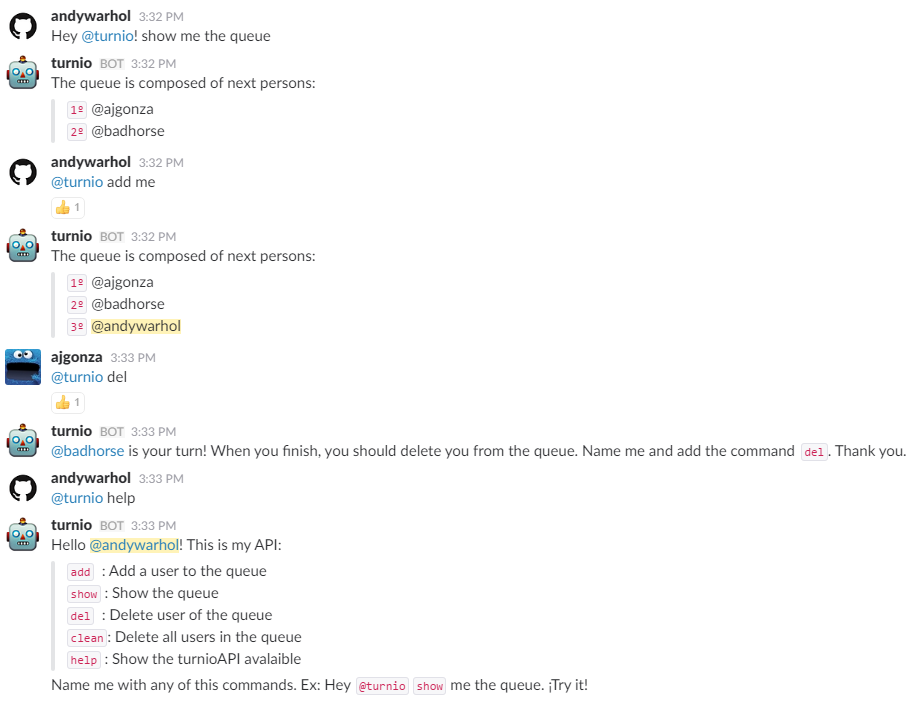 andywarhol 3:32 PM
Hey @turnio! show me the queue
turnio BOT 3:32 PM
The queue is composed of next persons:
1º @ajgonza
2º @badhorse
andywarhol 3:32 PM
@turnio add me
1
turnio BOT 3:32 PM
The queue is composed of next persons:
1º @ajgonza
2º @badhorse
3º @andywarhol
ajgonza 3:33 PM
@turnio del
1
turnio BOT 3:33 PM
@badhorse is your turn! When you finish, you should delete you from the queue. Name me and add the command del. Thank you.
andywarhol 3:33 PM
@turnio help
turnio BOT 3:33 PM
Hello @andywarhol! This is my API:
add : Add a user to the queue
show : Show the queue
del : Delete user of the queue
clean: Delete all users in the queue
help : Show the turnioAPI avalaible
Name me with any of this commands. Ex: Hey @turnio show me the queue. ¡Try it!